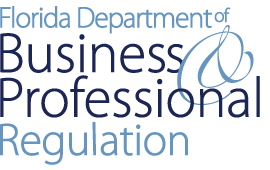 Florida Department of
Business &
Professional
Regulation